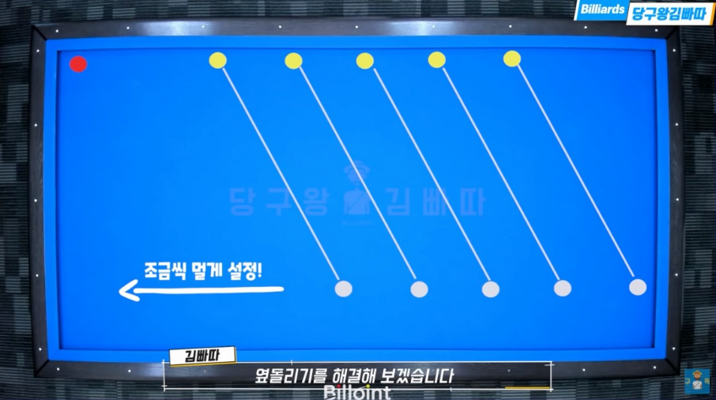 Billiards 당구왕김빠따
당구왕 김빠따
조금씩 멀게 설정!
김빠따
옆돌리기를 해결해 보겠습니다
Billoint